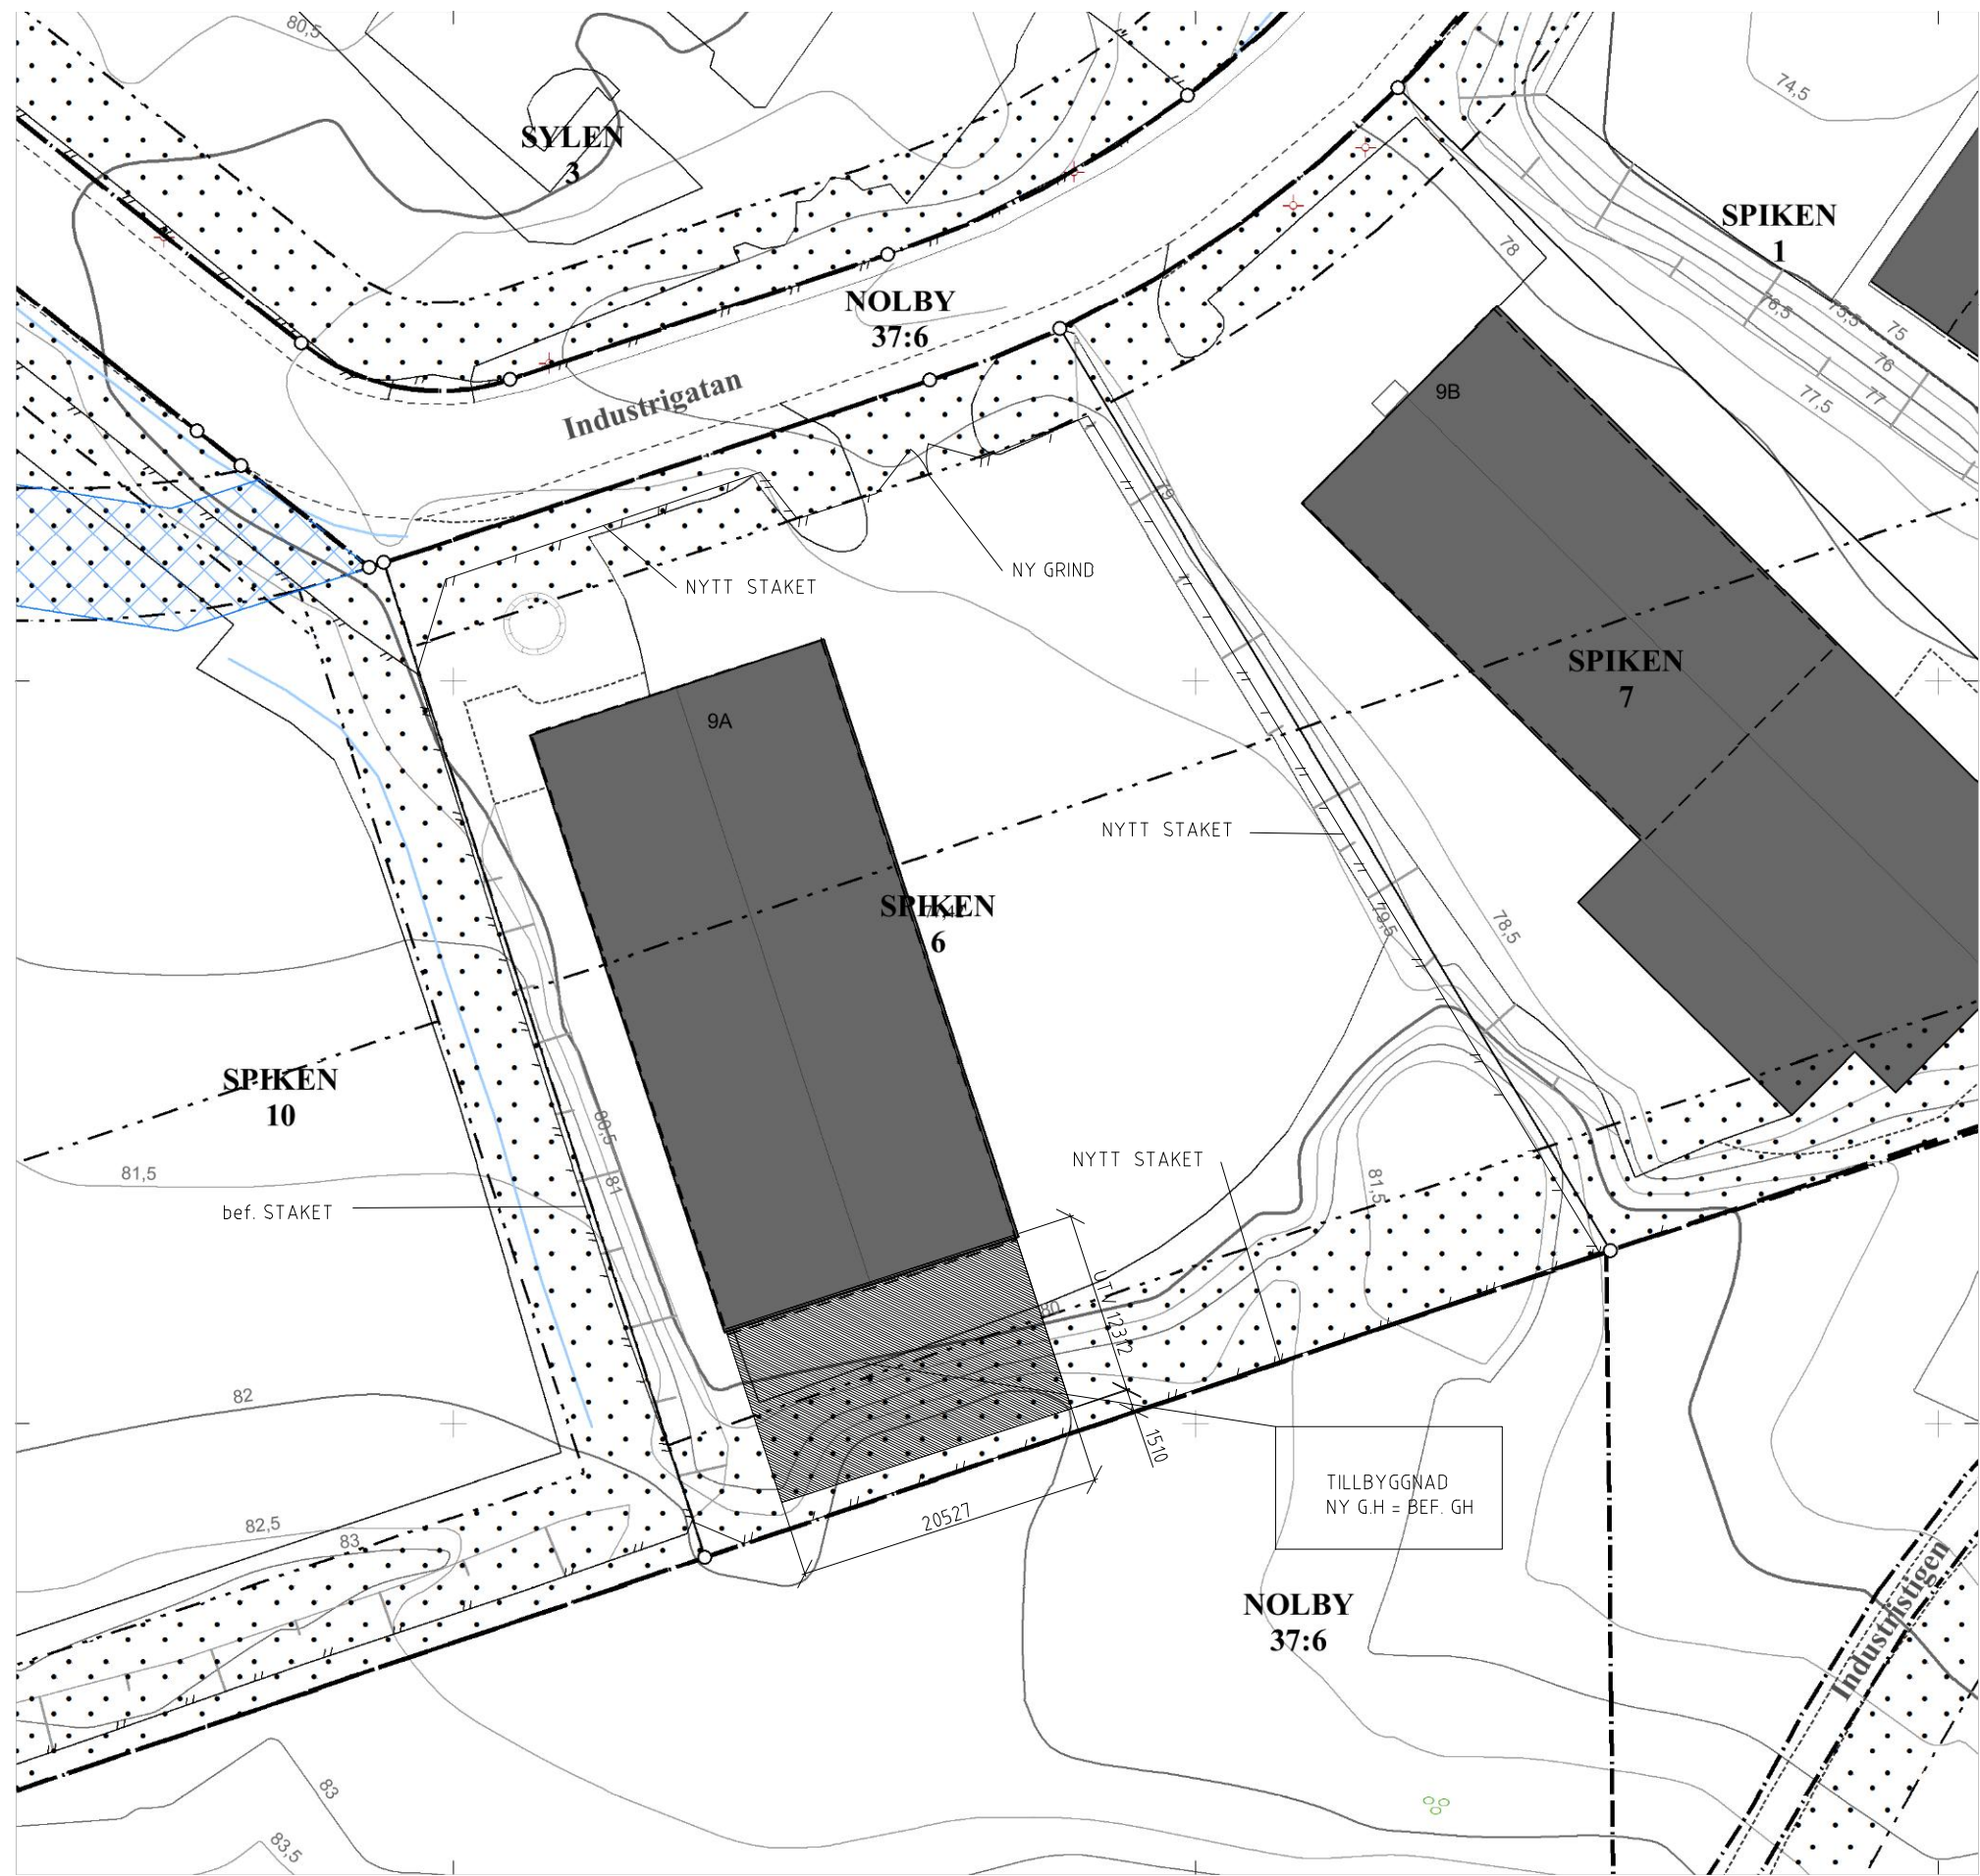 80,5
74,5
SYLEN
3
SPIKEN
1
78
NOLBY
37:6
76,5
75,5
75
76
77
77,5
Industrigatan
9B
79
NY GRIND
NYTT STAKET
SPIKEN
7
9A
NYTT STAKET
SPIKEN
6
79,5
78,5
SPIKEN
10
80,5
NYTT STAKET
81,5
81
81,5
bef. STAKET
80
UTV 12312
82
1510
TILLBYGGNAD
NY G.H = BEF. GH
20527
82,5
83
Industristigen
NOLBY
37:6
83
83,5